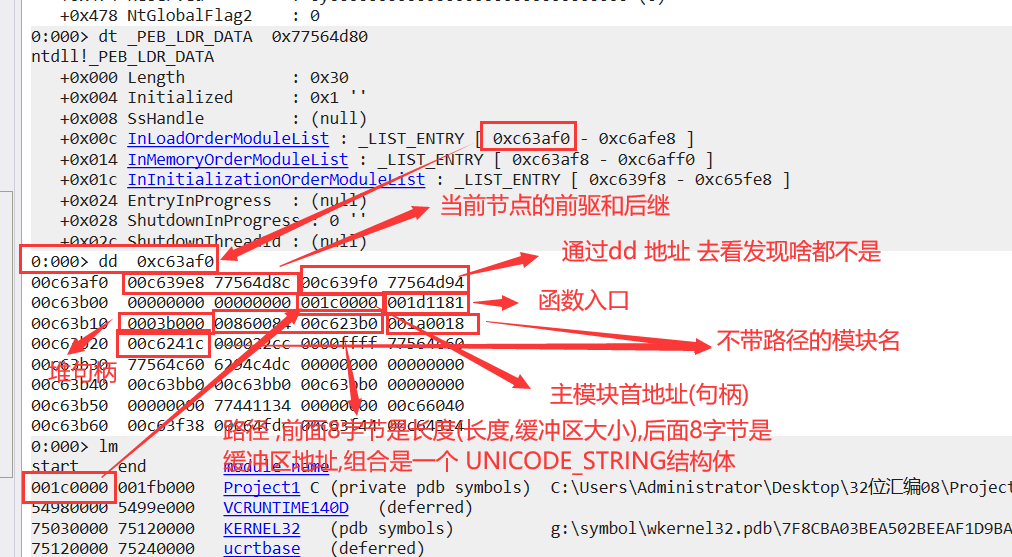 +0x478 NtGlobalFlag2 : 0
0:000> dt _PEB_LDR_DATA 0x77564d80
ntdll!_PEB_LDR_DATA
+0x000 Length : 0x30
+0x004 Initialized : 0x1 ''
+0x008 SsHandle : (null)
+0x00c InLoadOrderModuleList : _LIST_ENTRY [ 0xc63af0 - 0xc6afe8 ]
+0x014 InMemoryOrderModuleList : _LIST_ENTRY [ 0xc63af8 - 0xc6aff0 ]
+0x01c InInitializationOrderModuleList : _LIST_ENTRY [ 0xc639f8 - 0xc65fe8 ]
+0x024 EntryInProgress : (null)
当前节点的前驱和后继
+0x028 ShutdownInProgress : 0 ''
+0x02c ShutdownThreadId : (null)
通过dd 地址 去看发现啥都不是
0:000> dd 0xc63af0
00c63af0 00c639e8 77564d8c 00c639f0 77564d94
00c63b00 00000000 00000000 001c0000 001d1181
函数入口
00c63b10 0003b000 00860084 00c623b0 001a0018
00c63b20 00c6241c 000022cc 0000ffff
不带路径的模块名
00c63b30 77564c60 6294c4dc 00000000 00000000
堆句柄
00c63b40 00c63bb0 00c63bb0 00c63bb0 00000000
主模块首地址(句柄)
00c63b50 00000000 77441134 00000000 00c66040
00c63b60 00c63f38
路径 ,前面8字节是长度(长度,缓冲区大小),后面8字节是
0:000> lm
缓冲区地址,组合是一个 UNICODE_STRING结构体
start end module name
001c0000 001fb000 Project1 C (private pdb symbols) C:\Users\Administrator\Desktop\32位汇编08\Projec
54980000 5499e000 VCRUNTIME140D (deferred)
75030000 75120000 KERNEL32 (pdb symbols) g:\symbol\wkernel32.pdb\7F8CBA03BEA502BEEAF1D9BA
75120000 75240000 ucrtbase (deferred)